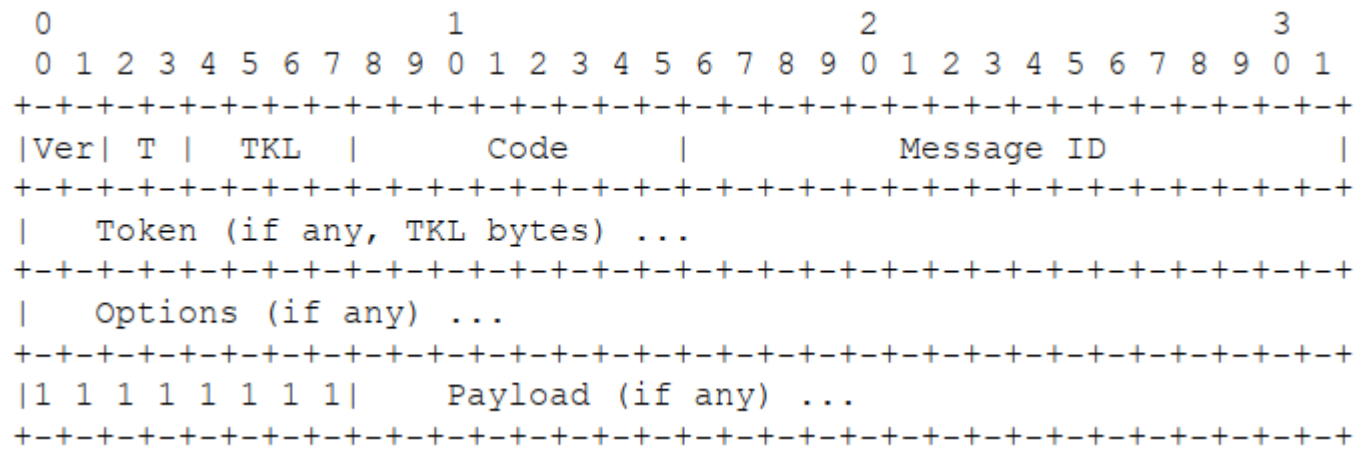 0                   1                   2                   3
 0 1 2 3 4 5 6 7 8 9 0 1 2 3 4 5 6 7 8 9 0 1 2 3 4 5 6 7 8 9 0 1
+-+-+-+-+-+-+-+-+-+-+-+-+-+-+-+-+-+-+-+-+-+-+-+-+-+-+-+-+-+-+-+-+
|Ver| T |  TKL  |      Code     |          Message ID           |
+-+-+-+-+-+-+-+-+-+-+-+-+-+-+-+-+-+-+-+-+-+-+-+-+-+-+-+-+-+-+-+-+
|   Token (if any, TKL bytes) ...
+-+-+-+-+-+-+-+-+-+-+-+-+-+-+-+-+-+-+-+-+-+-+-+-+-+-+-+-+-+-+-+-+
|   Options (if any) ...
+-+-+-+-+-+-+-+-+-+-+-+-+-+-+-+-+-+-+-+-+-+-+-+-+-+-+-+-+-+-+-+-+
|1 1 1 1 1 1 1 1|    Payload (if any) ...
+-+-+-+-+-+-+-+-+-+-+-+-+-+-+-+-+-+-+-+-+-+-+-+-+-+-+-+-+-+-+-+-+